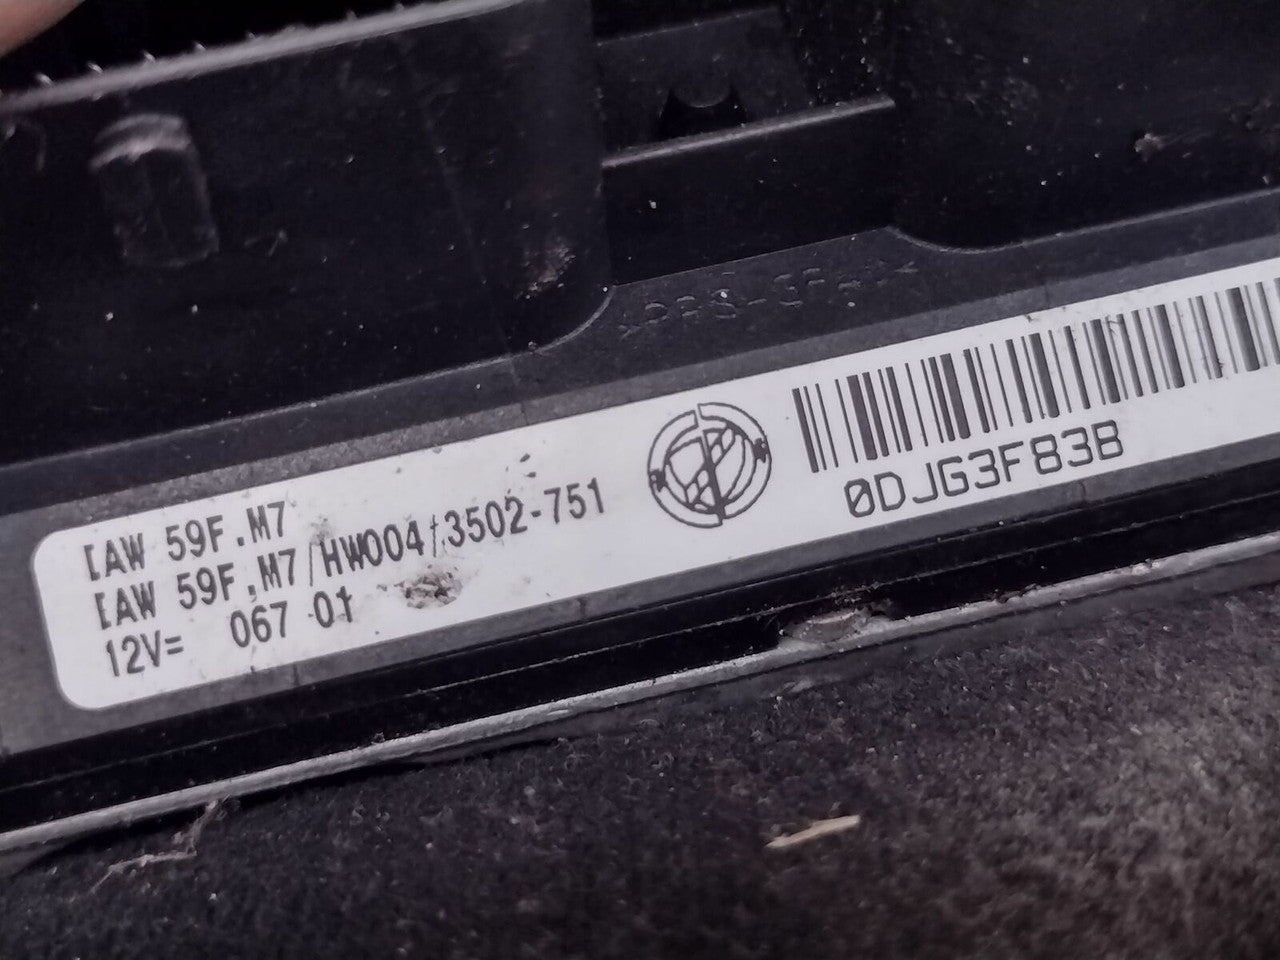 IAW 59F.M7
IAW 59F.M7/HW004/3502-751
12V= 067 01
0DJG3F83B